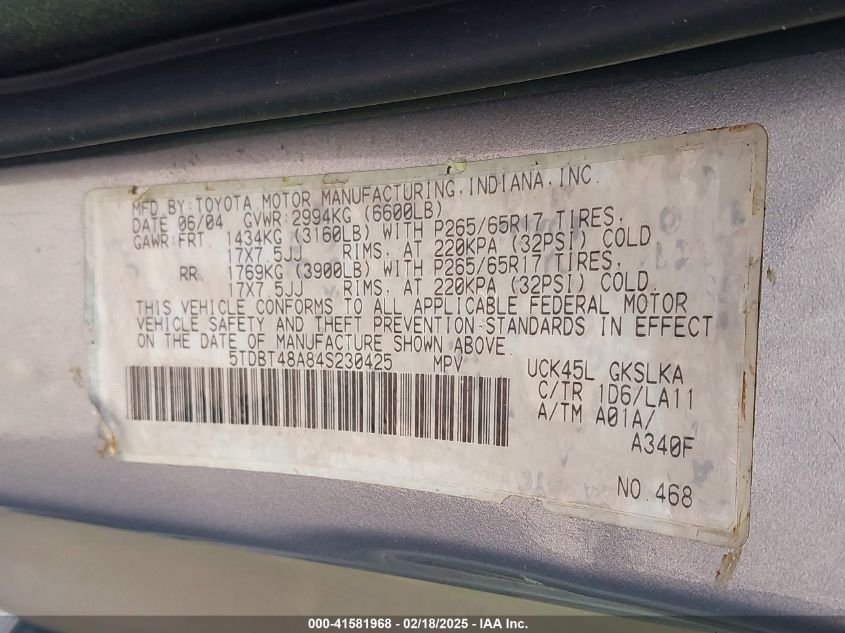 MFD.BY:TOYOTA MOTOR MANUFACTURING,INDIANA,INC.
DATE 06/04 GVWR:2994KG (6600LB)
GAWR:FRT. 1434KG (3160LB) WITH P265/65R17 TIRES,
17X7.5JJ RIMS, AT 220KPA (32PSI) COLD
RR. 1769KG (3900LB) WITH P265/65R17 TIRES,
17X7.5JJ RIMS, AT 220KPA (32PSI) COLD.
THIS VEHICLE CONFORMS TO ALL APPLICABLE FEDERAL MOTOR
VEHICLE SAFETY AND THEFT PREVENTION STANDARDS IN EFFECT
ON THE DATE OF MANUFACTURE SHOWN ABOVE.
5TDBT48A84S230425 MPV
UCK45L GKSLKA
C/TR 1D6/LA11
A/TM A01A/
A340F
NO.468
000-41581968 - 02/18/2025 - IAA Inc.